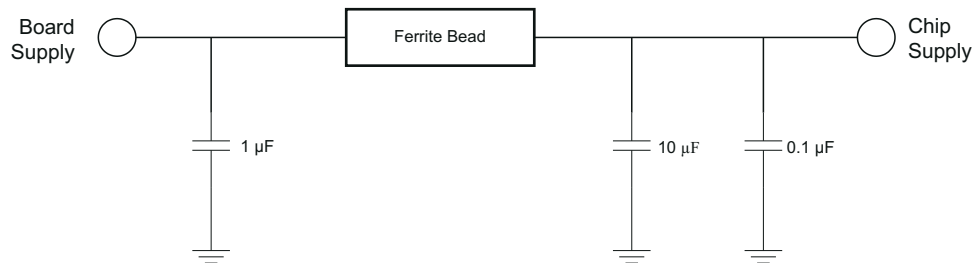 Board
Supply
Ferrite Bead
Chip
Supply
1 µF
10 µF
0.1 µF